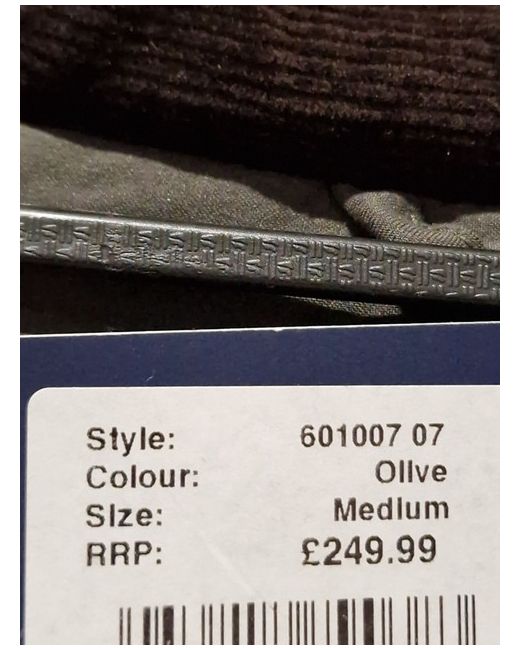 Style: 601007 07
Colour: Olive
Size: Medium
RRP: £249.99